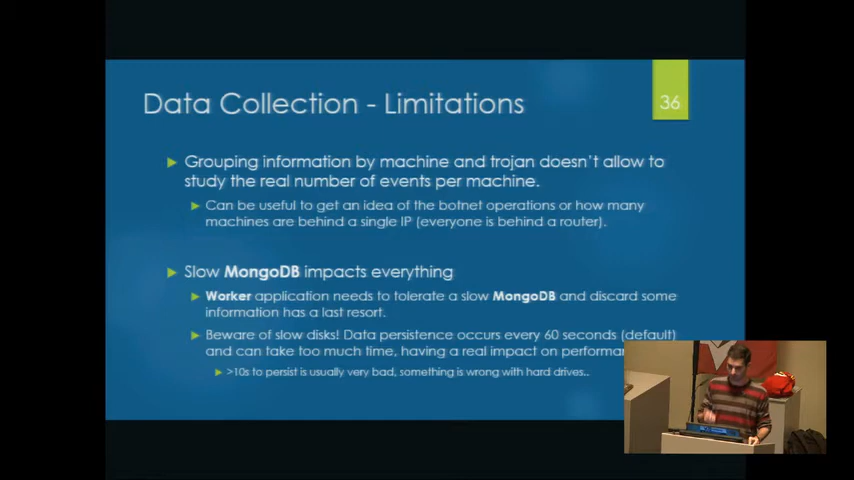 Data Collection - Limitations
36
Grouping information by machine and trojan doesn't allow to
study the real number of events per machine.
Can be useful to get an idea of the botnet operations or how many
machines are behind a single IP (everyone is behind a router).
Slow MongoDB impacts everything
Worker application needs to tolerate a slow MongoDB and discard some
information has a last resort.
Beware of slow disks! Data persistence occurs every 60 seconds (default)
and can take too much time, having a real impact on
>10s to persist is usually very bad, something is wrong with hard drives..